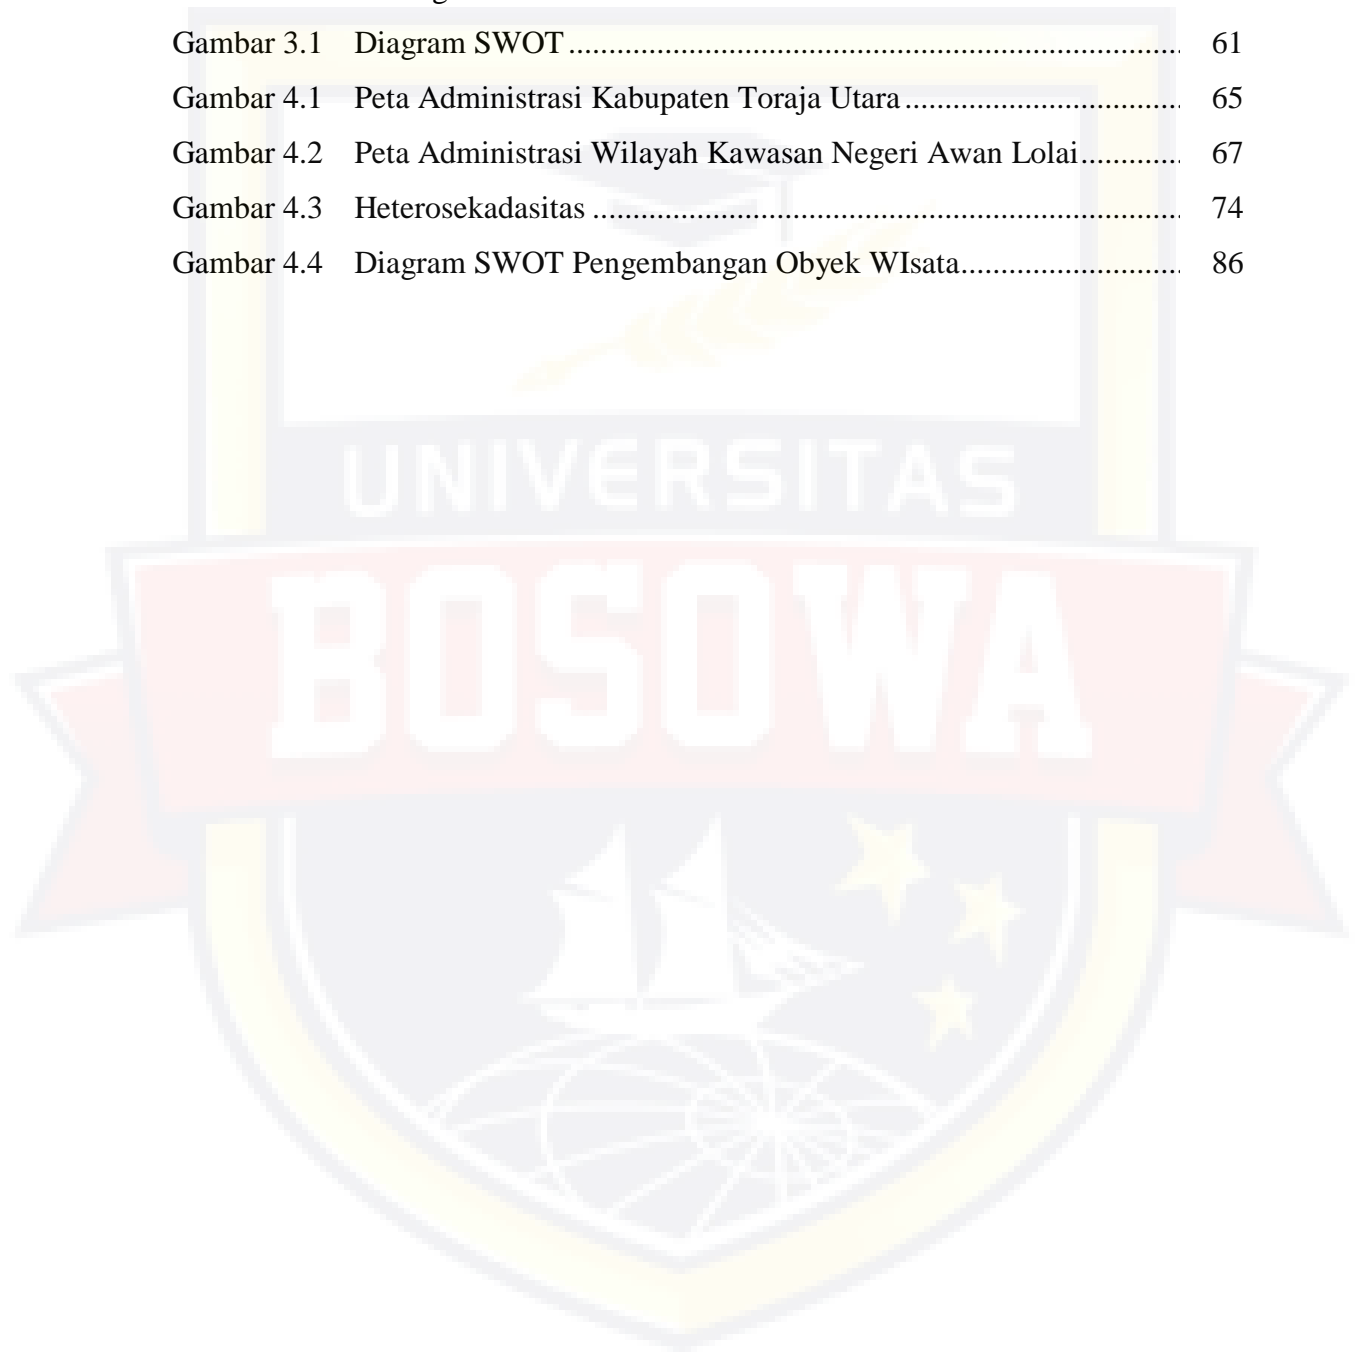 Gambar 3.1 Diagram SWOT ........................................................................... 61
Gambar 4.1 Peta Administrasi Kabupaten Toraja Utara .................................. 65
Gambar 4.2 Peta Administrasi Wilayah Kawasan Negeri Awan Lolai ............. 67
Gambar 4.3 Heterosekadasitas ........................................................................ 74
Gambar 4.4 Diagram SWOT Pengembangan Obyek WIsata ........................... 86
UNIVERSITAS
BOSOWA